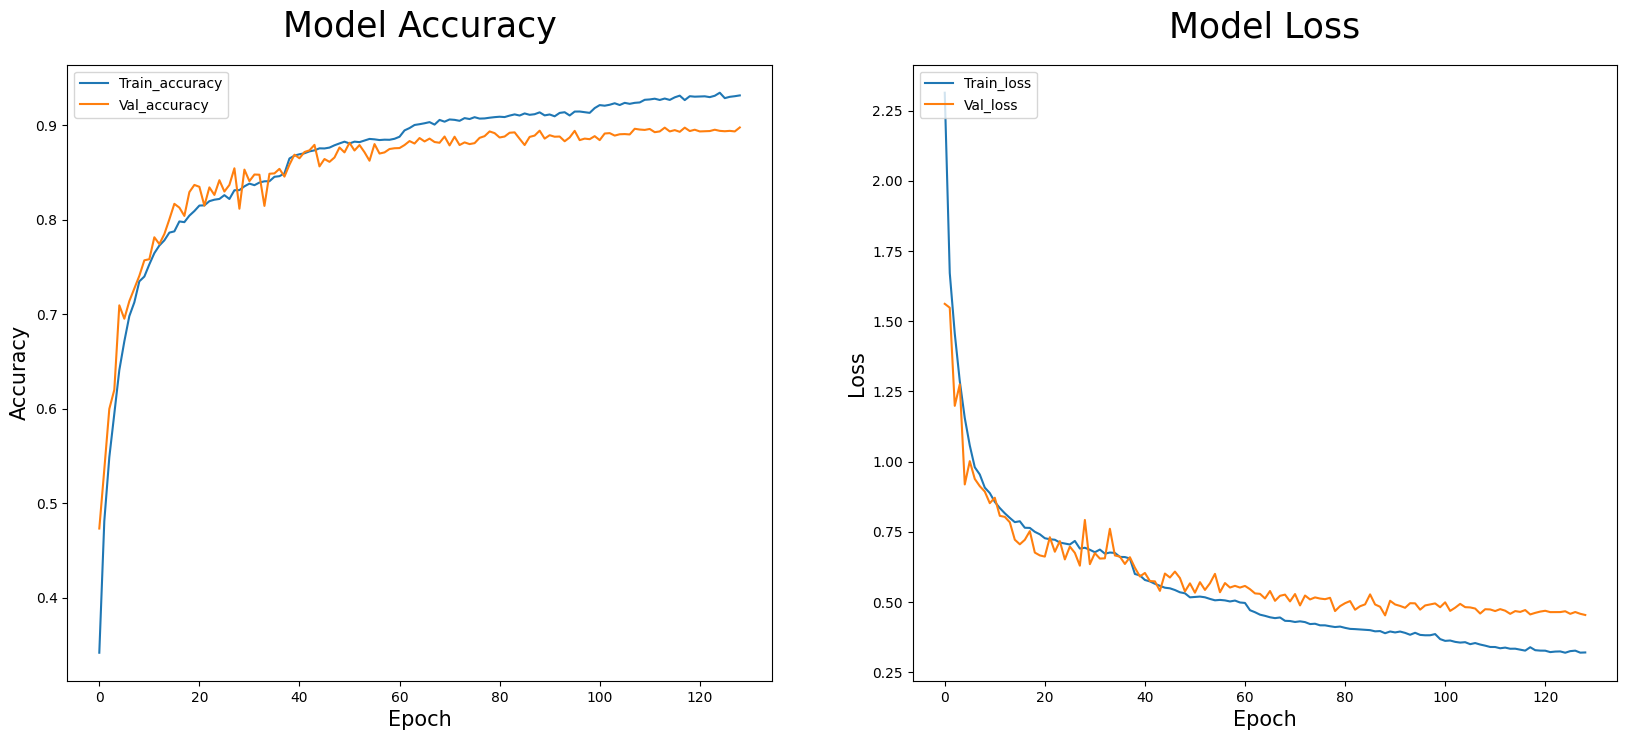 Model Accuracy
Train_accuracy
Val_accuracy
0.9
0.8
0.7
0.6
0.5
0.4
Accuracy
0 20 40 60 80 100 120
Epoch
Model Loss
Train_loss
Val_loss
2.25
2.00
1.75
1.50
1.25
1.00
0.75
0.50
0.25
Loss
0 20 40 60 80 100 120
Epoch